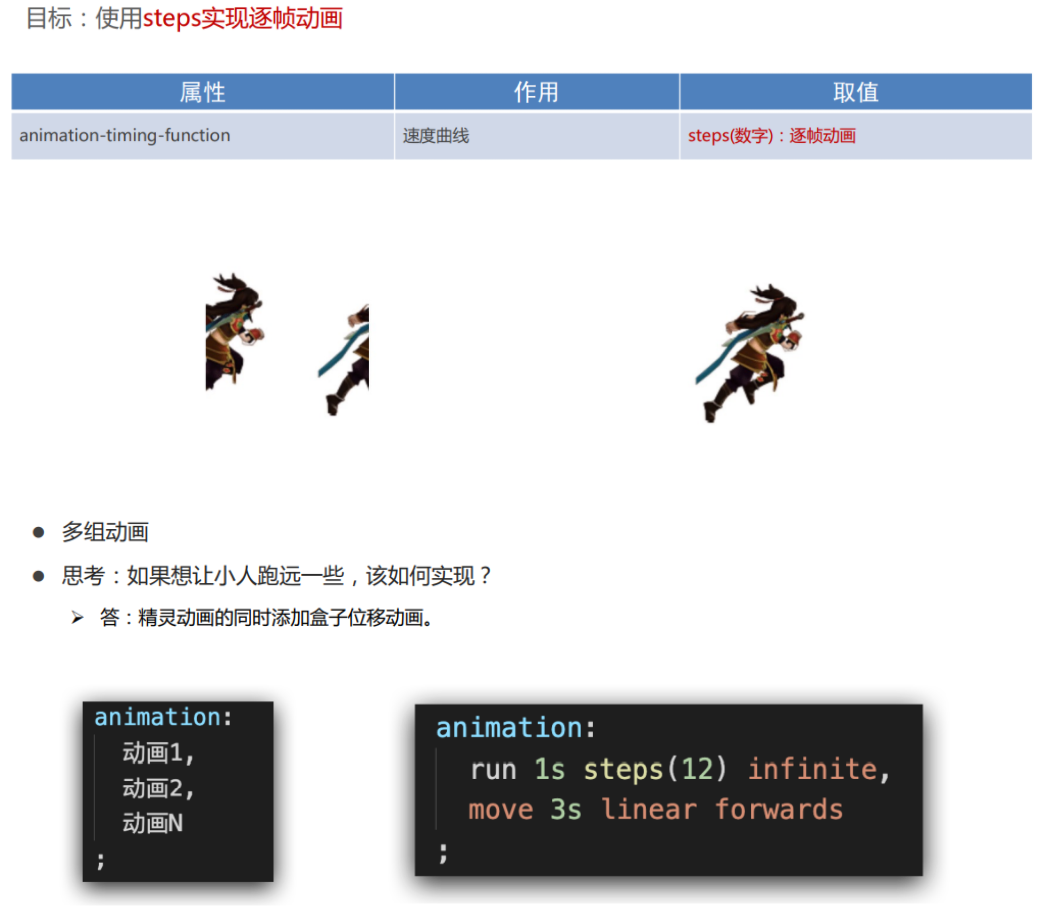 目标：使用steps实现逐帧动画
属性 作用 取值
animation-timing-function 速度曲线 steps(数字)：逐帧动画
● 多组动画
● 思考：如果想让小人跑远一些，该如何实现？
➢ 答：精灵动画的同时添加盒子位移动画。
animation:
动画1,
动画2,
动画N
;
animation:
run 1s steps(12) infinite,
move 3s linear forwards
;